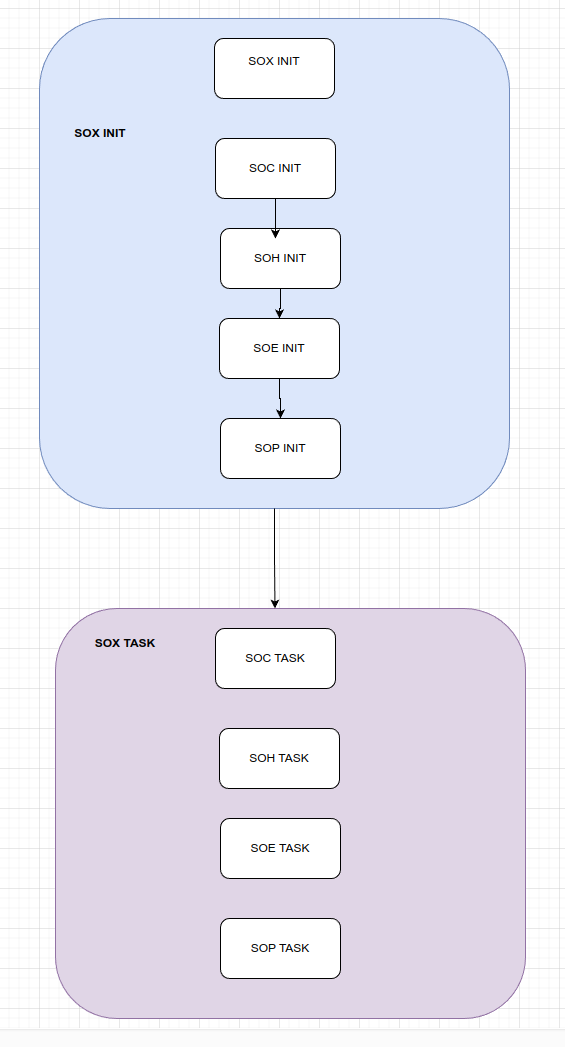 SOX INIT
SOX INIT
SOC INIT
SOH INIT
SOE INIT
SOP INIT
SOX TASK
SOC TASK
SOH TASK
SOE TASK
SOP TASK